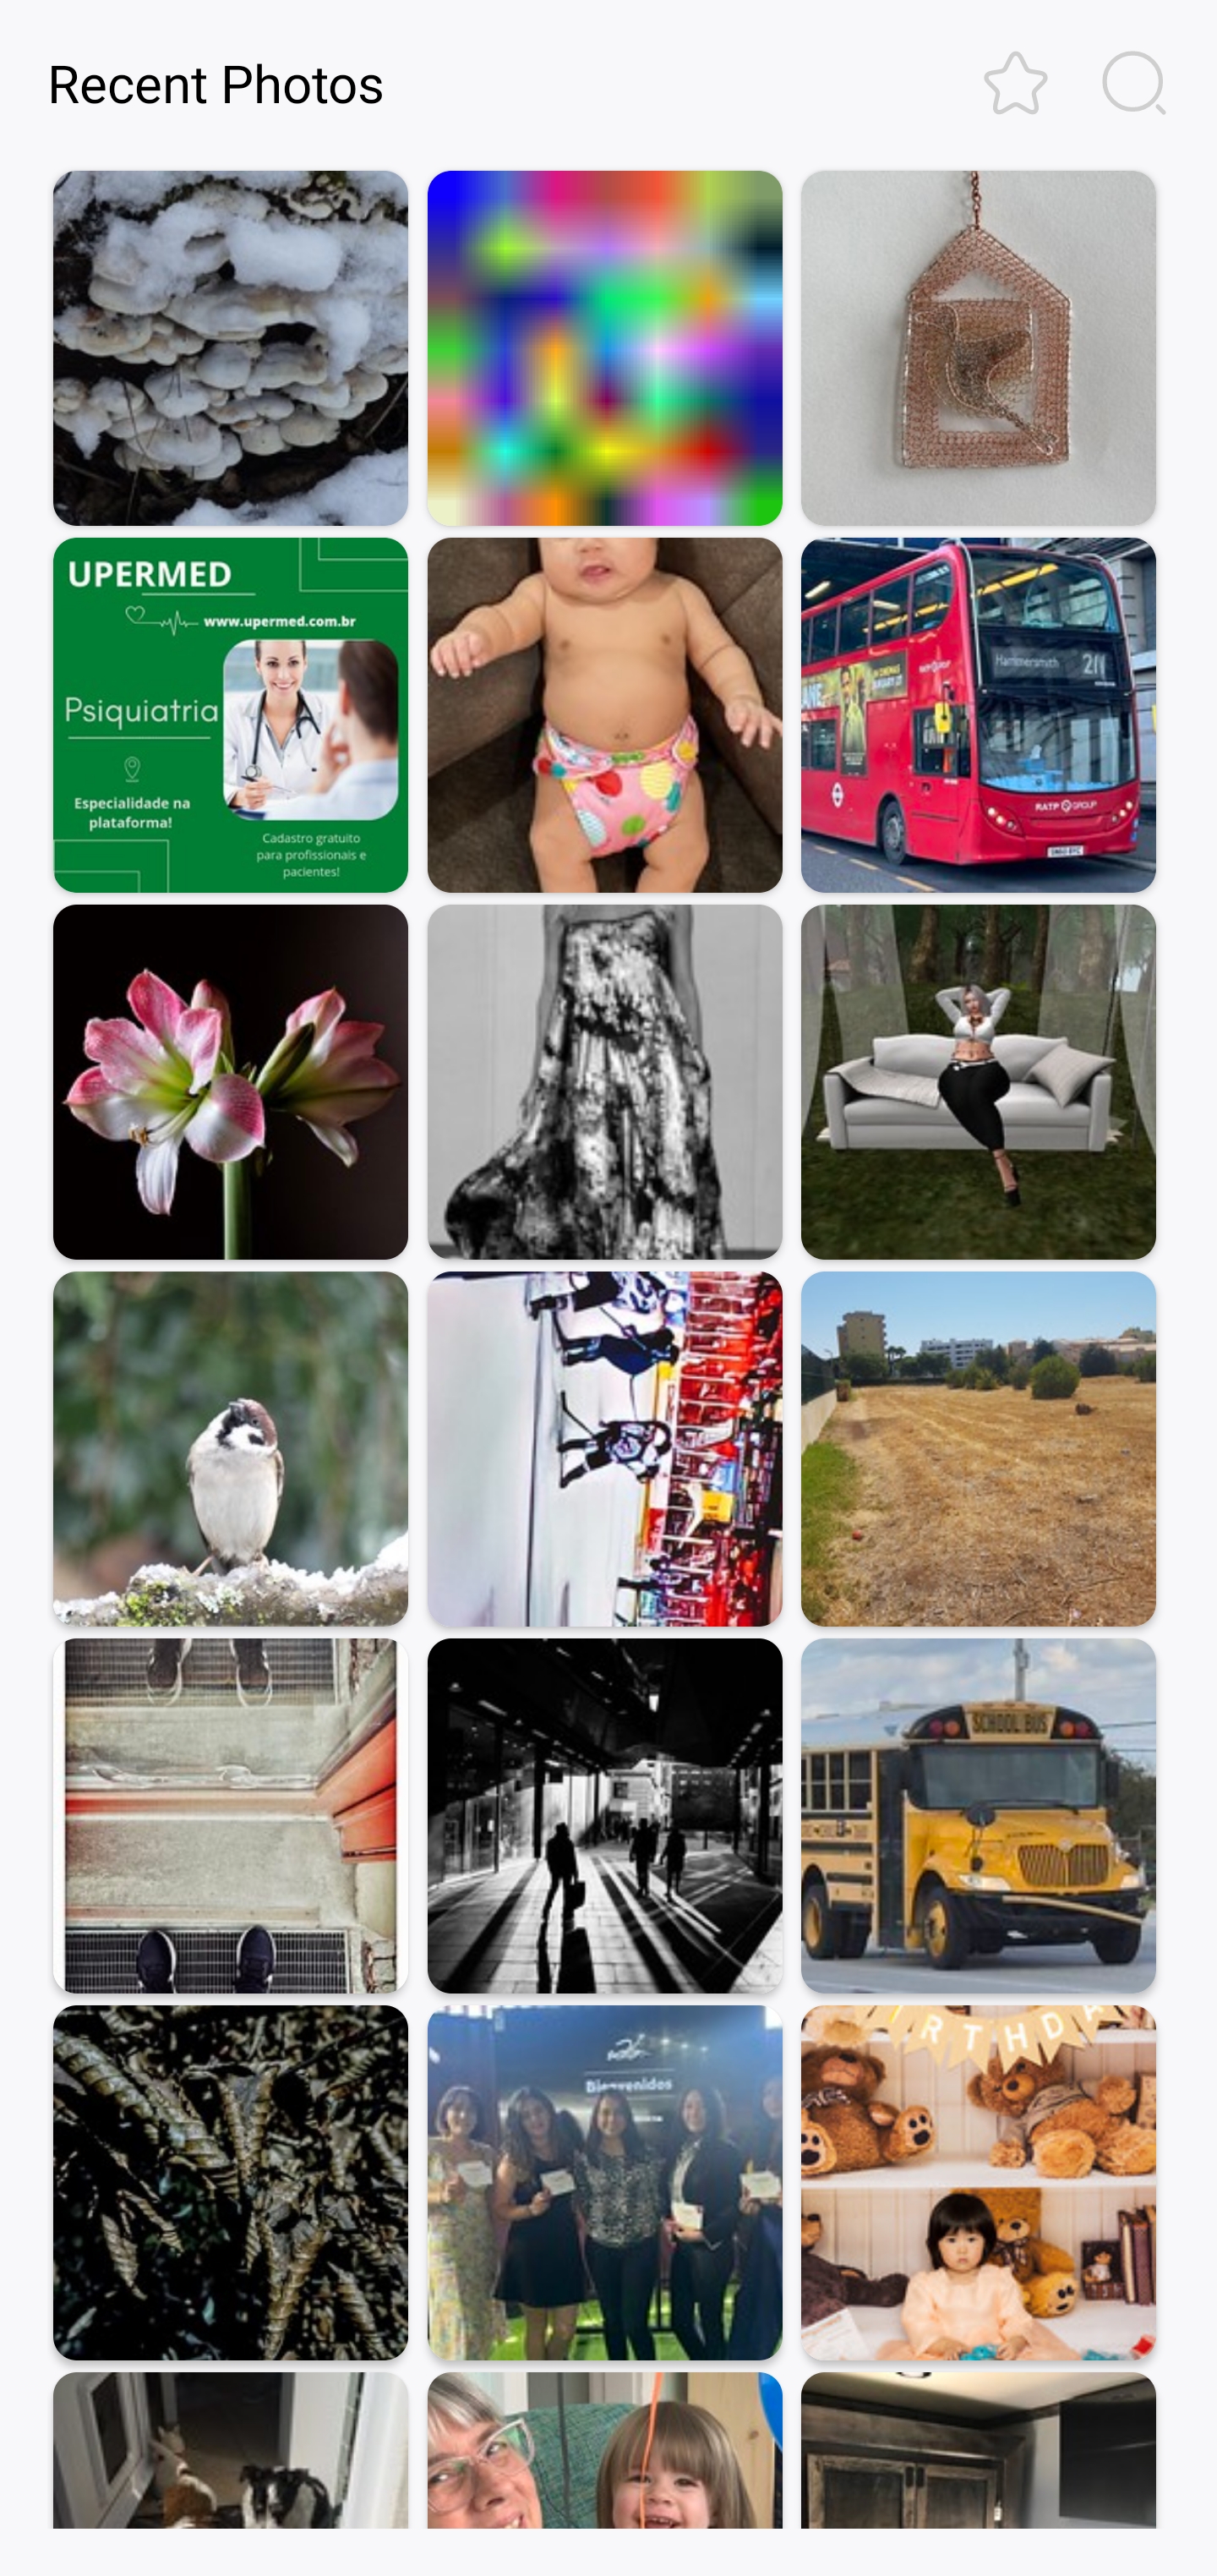 Recent Photos
UPERMED
www.upermed.com.br
Psiquiatria
Especialidade na
plataforma!
Cadastro gratuito
para profissionais e
pacientes!
Hammersmith
RATP GROUP
SCHOOL BUS
Bienvenidos
RTHDA